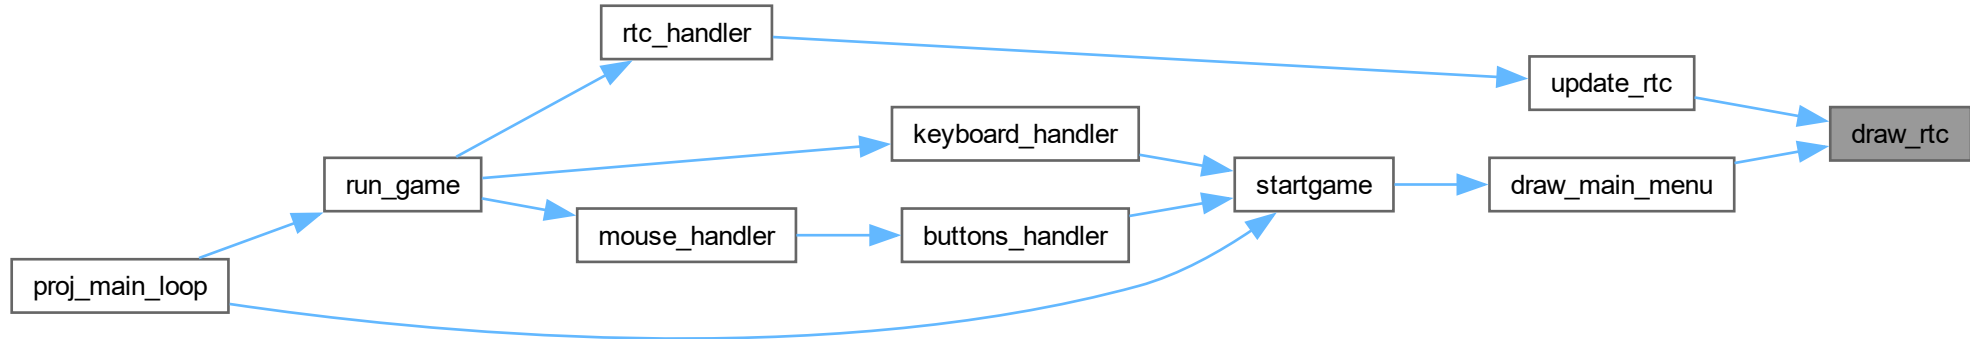 rtc_handler
update_rtc
keyboard_handler
draw_rtc
run_game
startgame
draw_main_menu
mouse_handler
buttons_handler
proj_main_loop